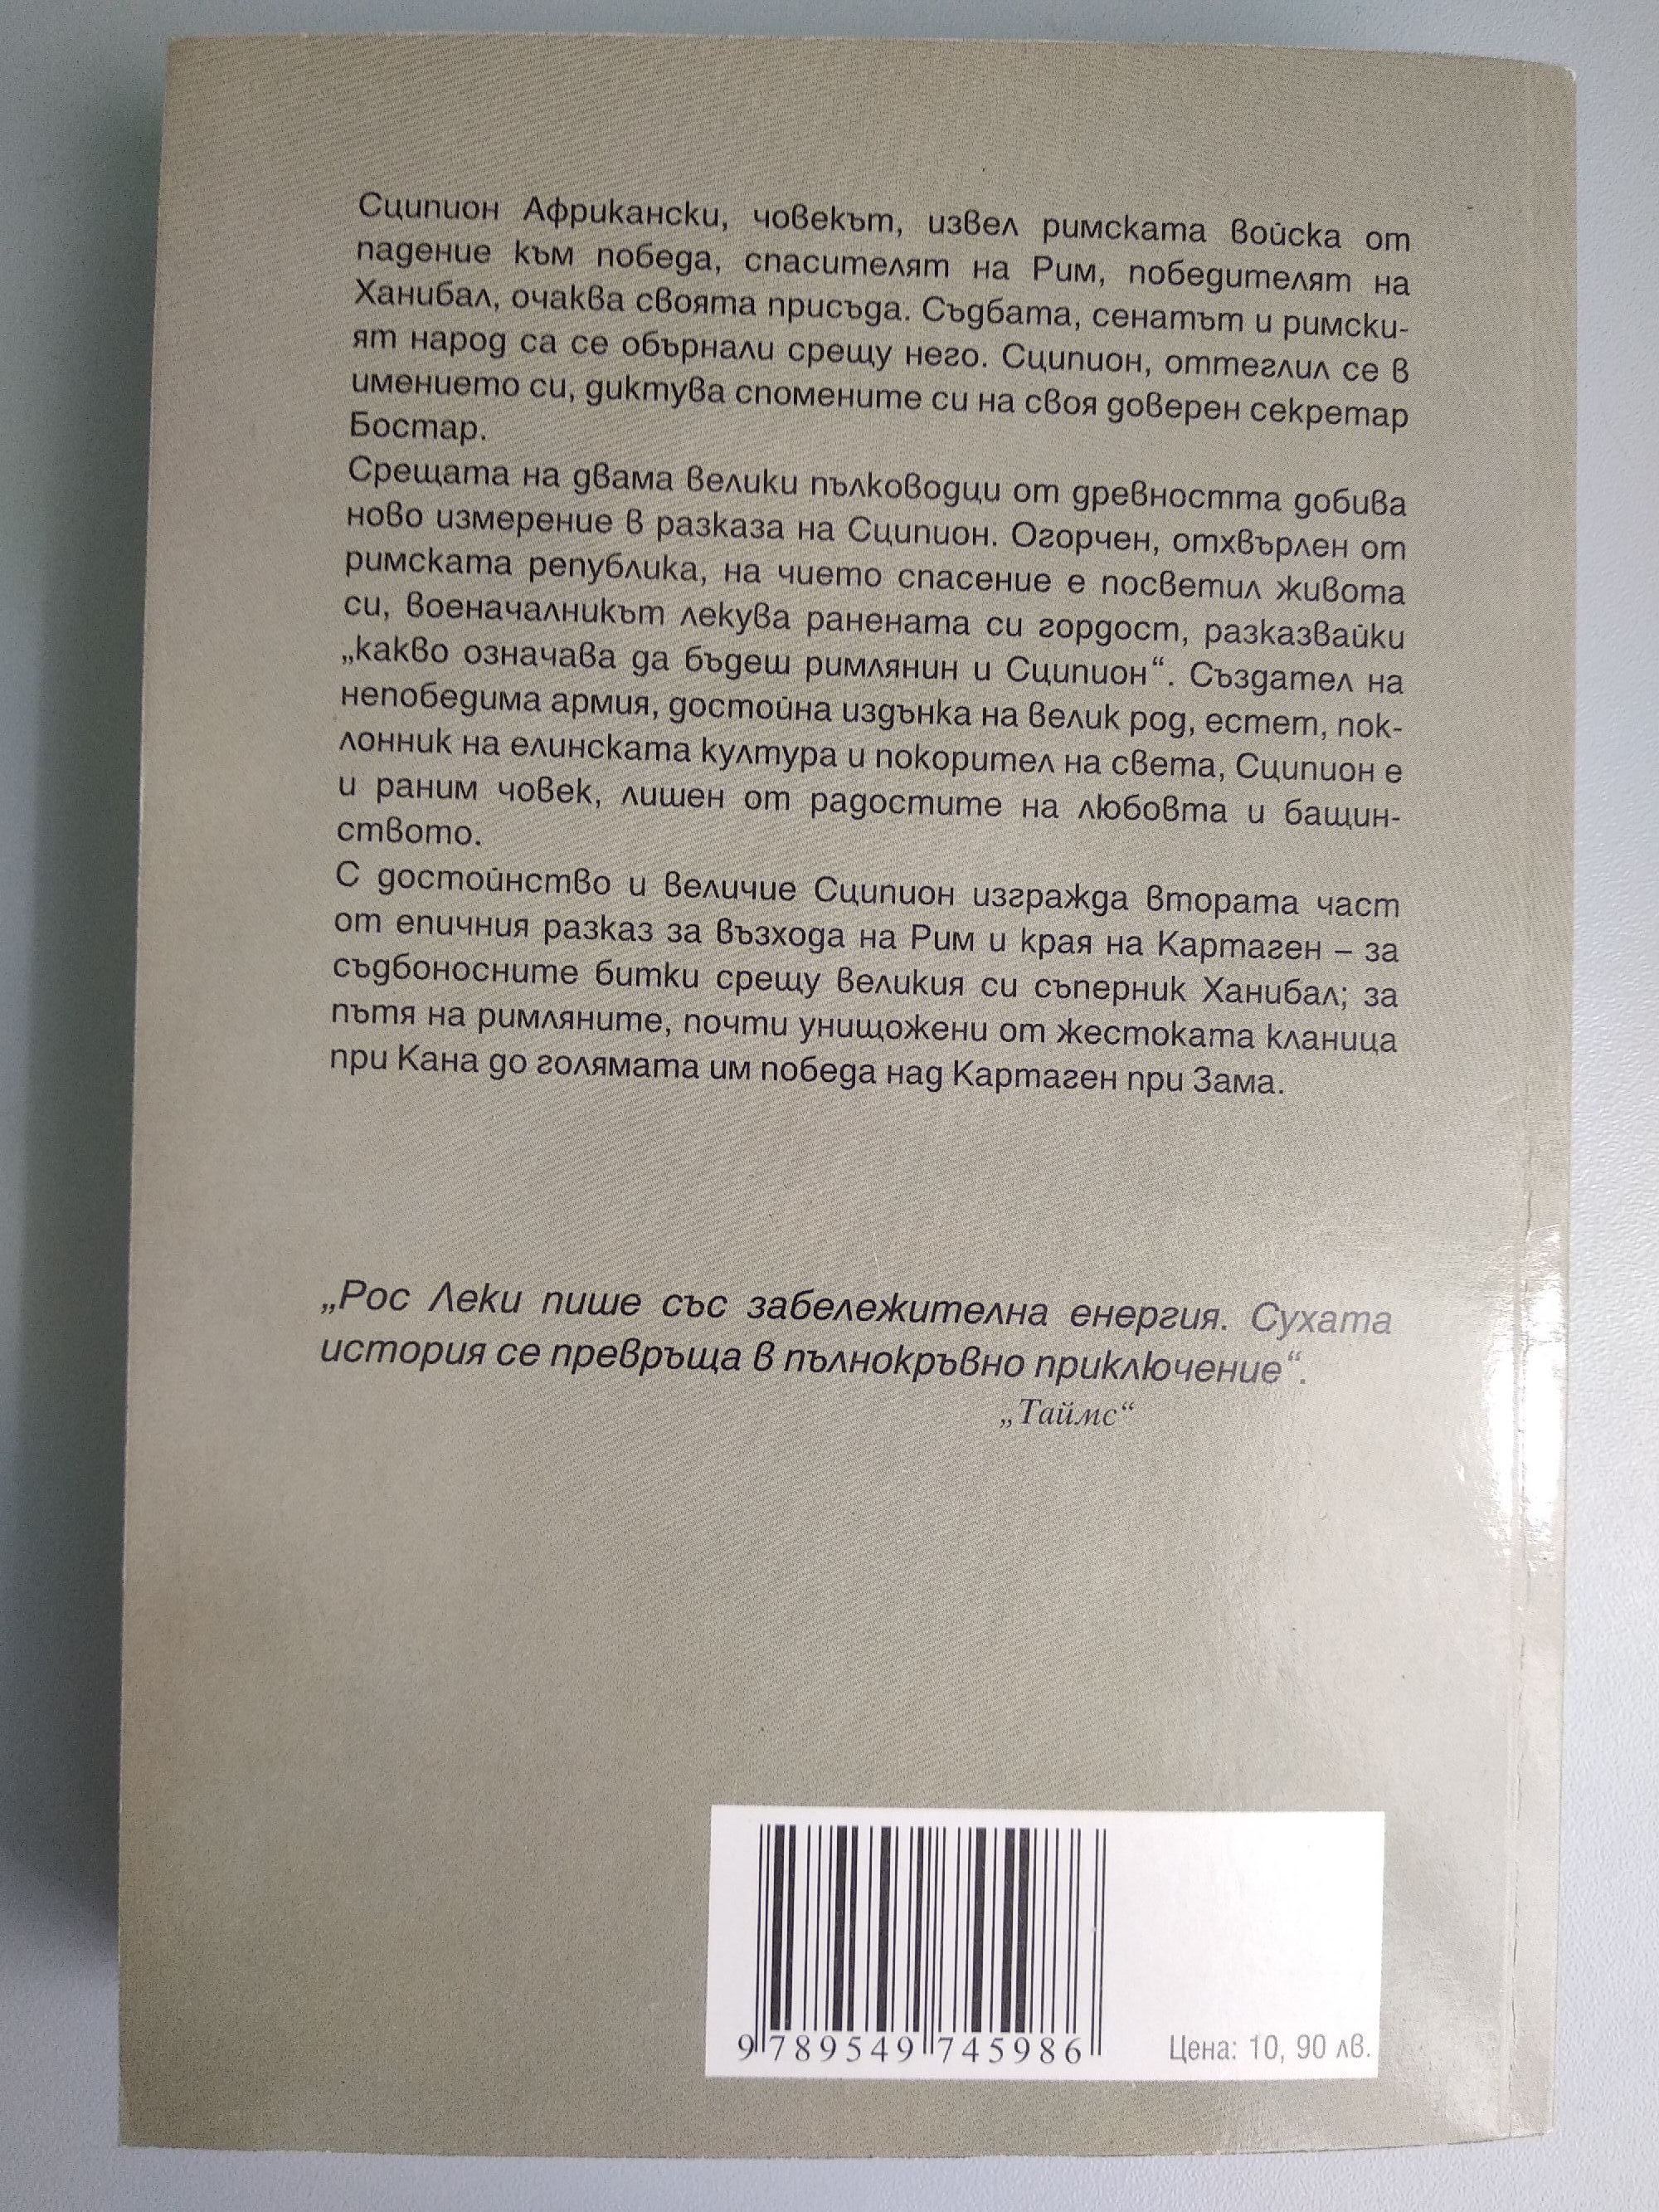 Сципион Африкански, човекът, извел римската войска от
падение към победа, спасителят на Рим, победителят на
Ханибал, очаква своята присъда. Съдбата, сенатът и римски-
ят народ са се обърнали срещу него. Сципион, оттеглил се в
имението си, диктува спомените си на своя доверен секретар
Бостар.
Срещата на двама велики пълководци от древността добива
ново измерение в разказа на Сципион. Огорчен, отхвърлен от
римската република, на чието спасение е посветил живота
си, военачалникът лекува ранената си гордост, разказвайки
„какво означава да бъдеш римлянин и Сципион“. Създател на
непобедима армия, достойна издънка на велик род, естет, пок-
лонник на елинската култура и покорител на света, Сципион е
и раним човек, лишен от радостите на любовта и бащин-
ството.
С достойнство и величие Сципион изгражда втората част
от епичния разказ за възхода на Рим и края на Картаген – за
съдбоносните битки срещу великия си съперник Ханибал; за
пътя на римляните, почти унищожени от жестоката кланица
при Кана до голямата им победа над Картаген при Зама.
„Рос Леки пише със забележителна енергия. Сухата
история се превръща в пълнокръвно приключение“.
„Таймс“
9 789549 745986
Цена: 10, 90 лв.